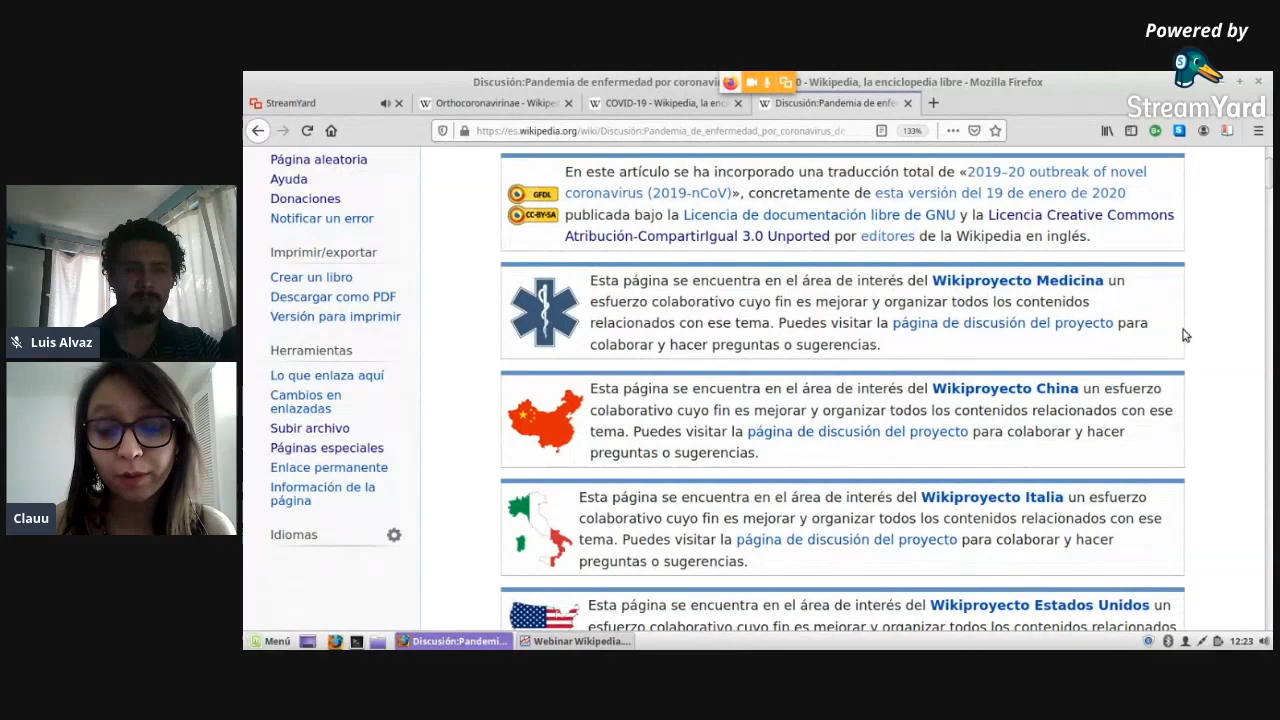 Powered by
StreamYard
Discusión:Pandemia de enfermedad por coronavi 0 - Wikipedia, la enciclopedia libre - Mozilla Firefox
StreamYard
Orthocoronavirinae - Wikipe
COVID-19 - Wikipedia, la enc
Discusión:Pandemia de enfe
https://es.wikipedia.org/wiki/Discusión:Pandemia_de_enfermedad_por_coronavirus_de
133%
Página aleatoria
Ayuda
Donaciones
Notificar un error
Imprimir/exportar
Crear un libro
Descargar como PDF
Versión para imprimir
Herramientas
Lo que enlaza aquí
Cambios en
enlazadas
Subir archivo
Páginas especiales
Enlace permanente
Información de la
página
Idiomas
GFDL
CC-BY-SA
En este artículo se ha incorporado una traducción total de «2019–20 outbreak of novel
coronavirus (2019-nCoV)», concretamente de esta versión del 19 de enero de 2020
publicada bajo la Licencia de documentación libre de GNU y la Licencia Creative Commons
Atribución-CompartirIgual 3.0 Unported por editores de la Wikipedia en inglés.
Esta página se encuentra en el área de interés del Wikiproyecto Medicina un
esfuerzo colaborativo cuyo fin es mejorar y organizar todos los contenidos
relacionados con ese tema. Puedes visitar la página de discusión del proyecto para
colaborar y hacer preguntas o sugerencias.
Esta página se encuentra en el área de interés del Wikiproyecto China un esfuerzo
colaborativo cuyo fin es mejorar y organizar todos los contenidos relacionados con ese
tema. Puedes visitar la página de discusión del proyecto para colaborar y hacer
preguntas o sugerencias.
Esta página se encuentra en el área de interés del Wikiproyecto Italia un esfuerzo
colaborativo cuyo fin es mejorar y organizar todos los contenidos relacionados con ese
tema. Puedes visitar la página de discusión del proyecto para colaborar y hacer
preguntas o sugerencias.
Esta página se encuentra en el área de interés del Wikiproyecto Estados Unidos un
esfuerzo colaborativo cuyo fin es mejorar y organizar todos los contenidos relacionados
Luis Alvaz
Clauu
Menú
Discusión:Pandemi...
Webinar Wikipedia....
12:23